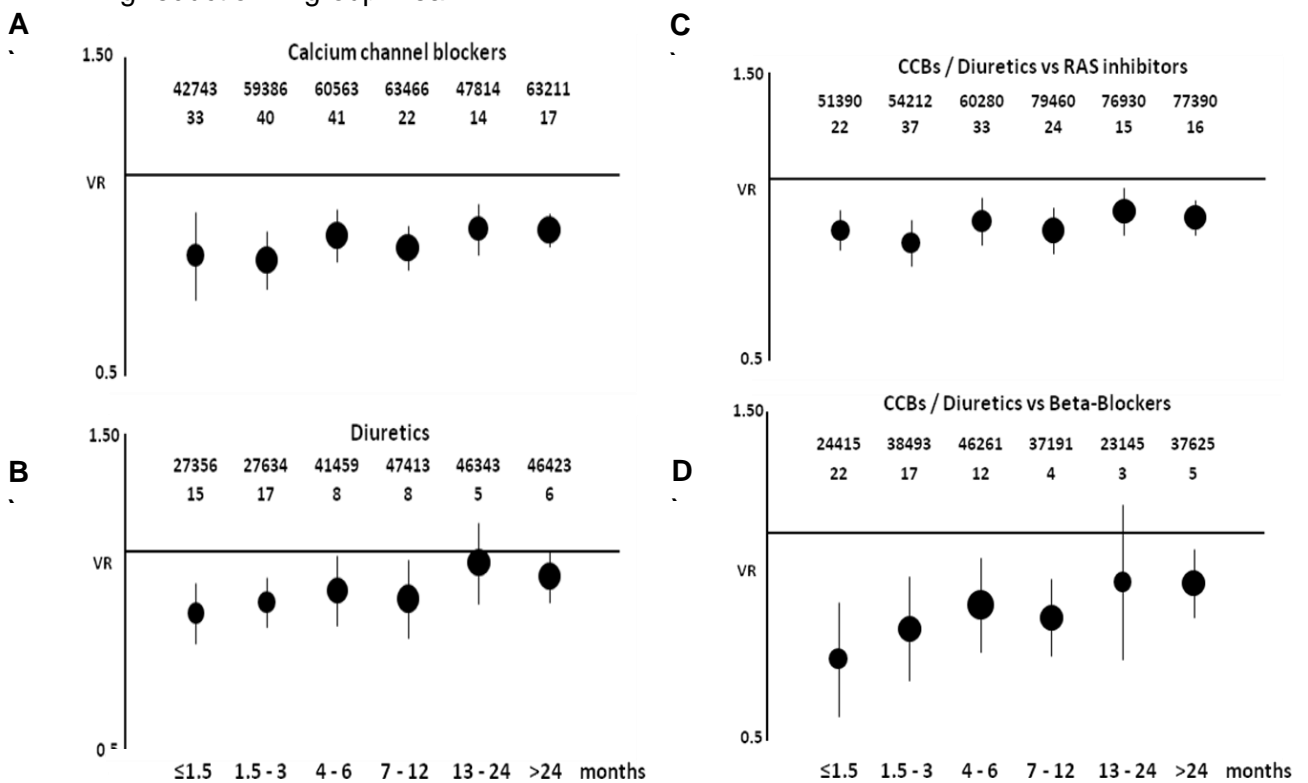 A
`
Calcium channel blockers
1.50
42743 59386 60563 63466 47814 63211
33 40 41 22 14 17
VR
0.5
B
`
Diuretics
1.50
27356 27634 41459 47413 46343 46423
15 17 8 8 5 6
VR
≤1.5 1.5 - 3 4 - 6 7 - 12 13 - 24 >24 months
C
`
CCBs / Diuretics vs RAS inhibitors
1.50
51390 54212 60280 79460 76930 77390
22 37 33 24 15 16
VR
0.5
D
`
CCBs / Diuretics vs Beta-Blockers
1.50
24415 38493 46261 37191 23145 37625
22 17 12 4 3 5
VR
0.5
≤1.5 1.5 - 3 4 - 6 7 - 12 13 - 24 >24 months